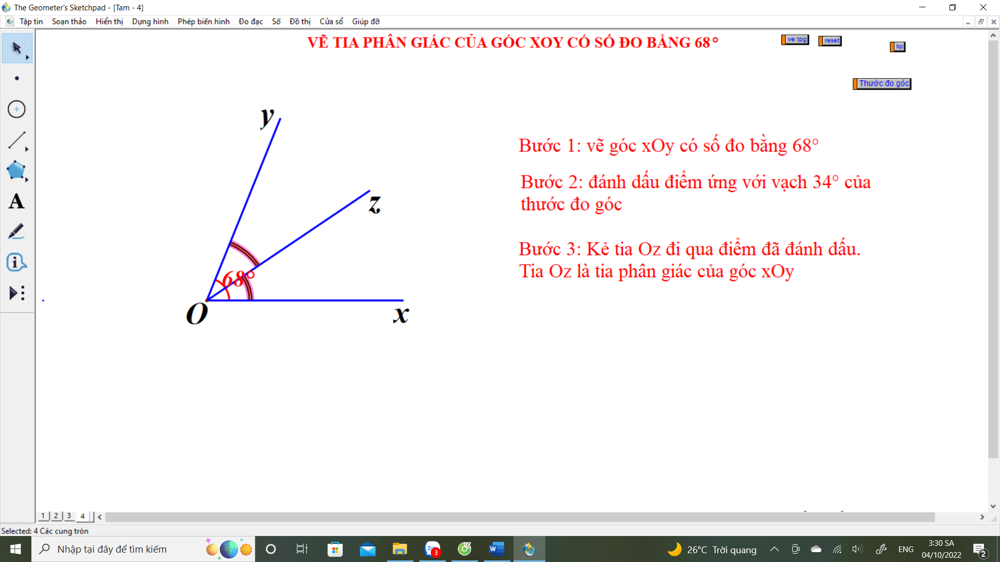 The Geometer's Sketchpad - [Tam - 4]
Tập tin Soạn thảo Hiển thị Dựng hình Phép biến hình Đo đạc Số Đồ thị Cửa sổ Giúp đỡ
VẼ TIA PHÂN GIÁC CỦA GÓC XOY CÓ SỐ ĐO BẰNG 68°
ve tpg
reset
kp
Thước đo góc
y
z
68°
O
x
Bước 1: vẽ góc xOy có số đo bằng 68°
Bước 2: đánh dấu điểm ứng với vạch 34° của
thước đo góc
Bước 3: Kẻ tia Oz đi qua điểm đã đánh dấu.
Tia Oz là tia phân giác của góc xOy
A
1 2 3 4
Selected: 4 Các cung tròn
Nhập tại đây để tìm kiếm
3
26°C Trời quang
ENG
3:30 SA
04/10/2022
2